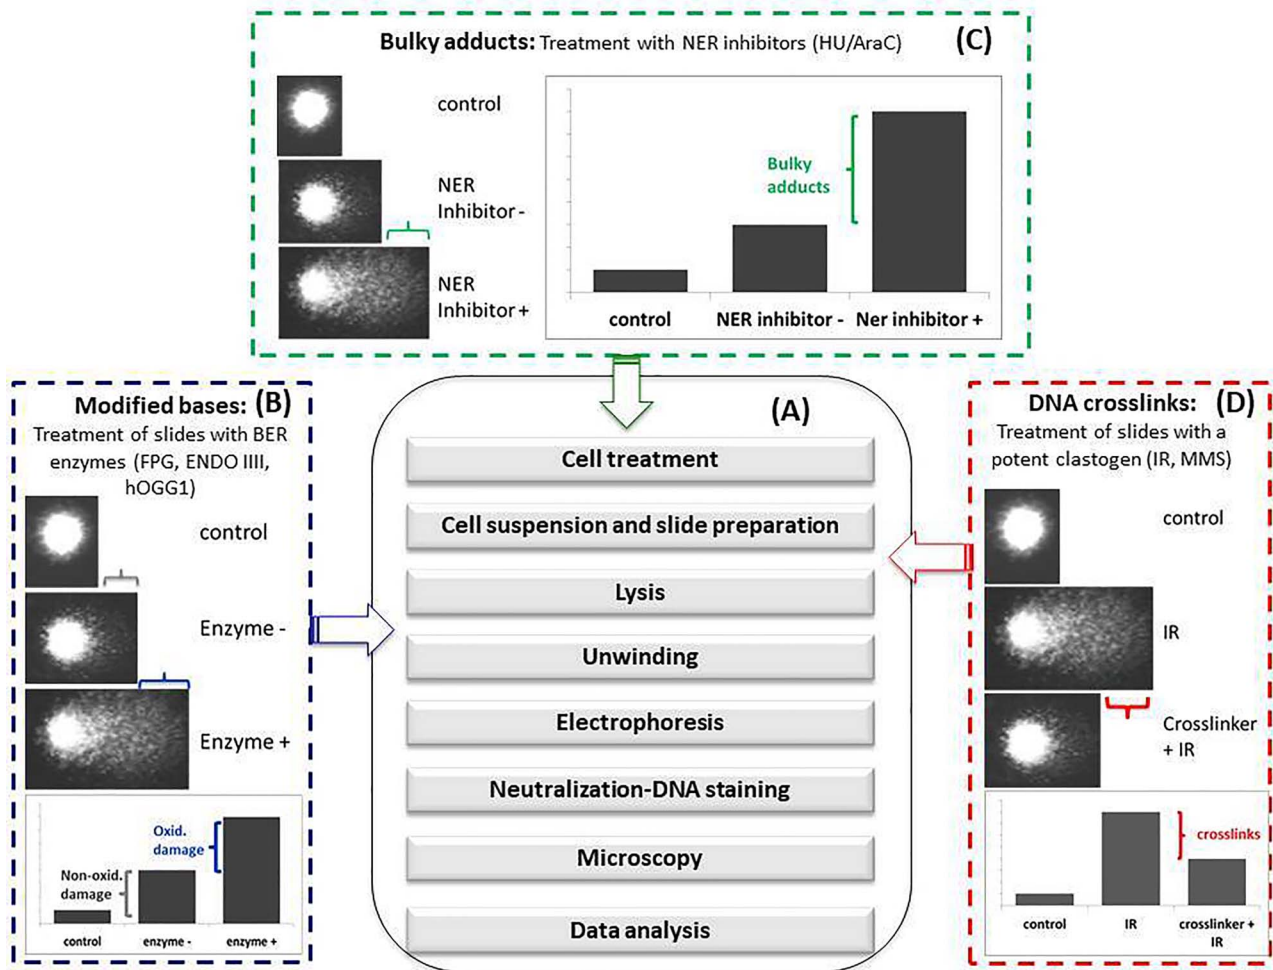 Bulky adducts: Treatment with NER inhibitors (HU/AraC) (C)
control
NER
Inhibitor -
NER
Inhibitor +
Bulky
adducts
control NER inhibitor - Ner inhibitor +
Modified bases: (B)
Treatment of slides with BER
enzymes (FPG, ENDO IIII,
hOGG1)
control
Enzyme -
Enzyme +
Oxid.
damage
Non-oxid.
damage
control enzyme - enzyme +
(A)
Cell treatment
Cell suspension and slide preparation
Lysis
Unwinding
Electrophoresis
Neutralization-DNA staining
Microscopy
Data analysis
DNA crosslinks: (D)
Treatment of slides with a
potent clastogen (IR, MMS)
control
IR
Crosslinker
+ IR
crosslinks
control IR crosslinker +
IR